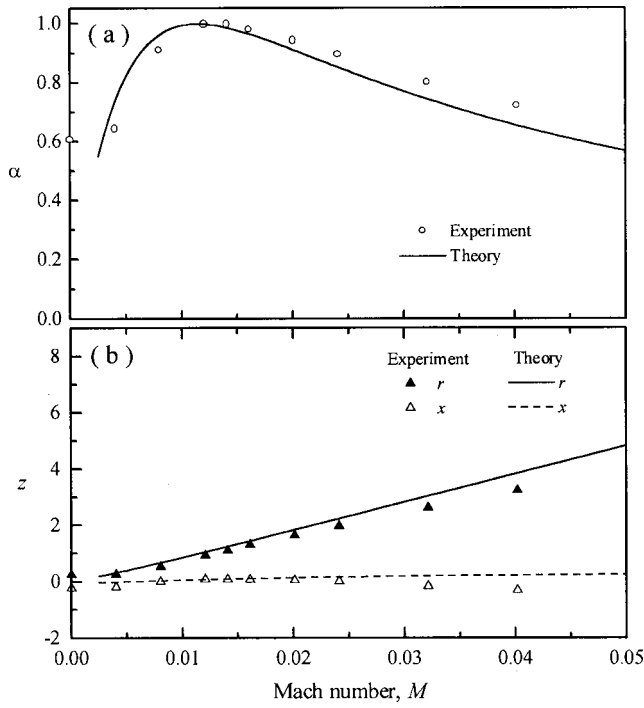 ( a )
1.0
0.8
0.6
α
0.4
0.2
0.0
Experiment
Theory
( b )
8
6
4
z
2
0
-2
Experiment Theory
r r
x x
0.00 0.01 0.02 0.03 0.04 0.05
Mach number, M